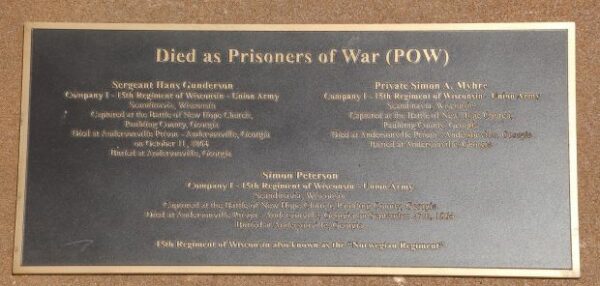 Died as Prisoners of War (POW)
Sergeant Hans Gunderson
Company I - 15th Regiment of Wisconsin - Union Army
Scandinavia, Wisconsin
Captured at the Battle of New Hope Church,
Paulding County, Georgia
Died at Andersonville Prison - Andersonville, Georgia
on October 11, 1864
Buried at Andersonville, Georgia
Private Simon A. Myhre
Company I - 15th Regiment of Wisconsin - Union Army
Scandinavia, Wisconsin
Captured at the Battle of New Hope Church,
Paulding County, Georgia
Died at Andersonville Prison - Andersonville, Georgia
Buried at Andersonville, Georgia
Simon Peterson
Company I - 15th Regiment of Wisconsin - Union Army
Scandinavia, Wisconsin
Captured at the Battle of New Hope Church, Paulding County, Georgia
Died at Andersonville Prison - Andersonville, Georgia on September 1864
Buried at Andersonville, Georgia
15th Regiment of Wisconsin also known as the "Norwegian Regiment"